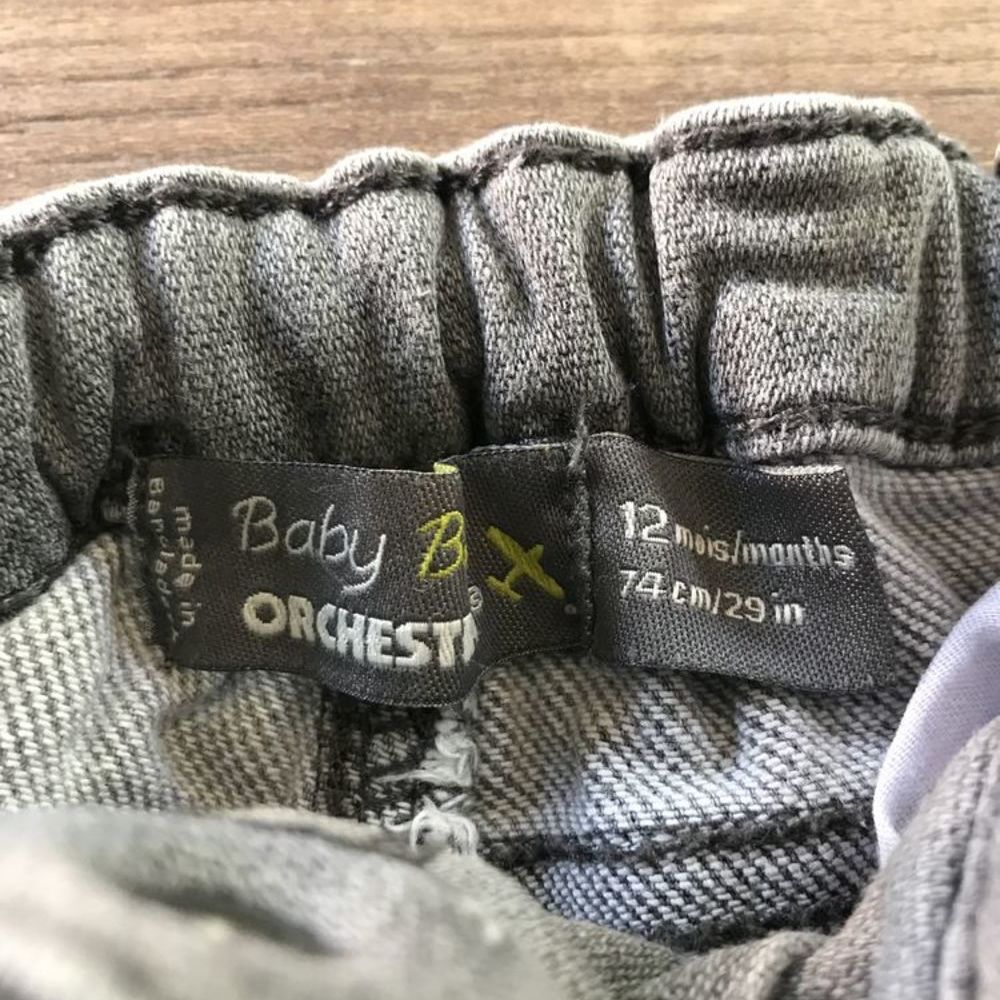 made in
Baby B
ORCHEST
®
12 mois/months
74 cm/29 in